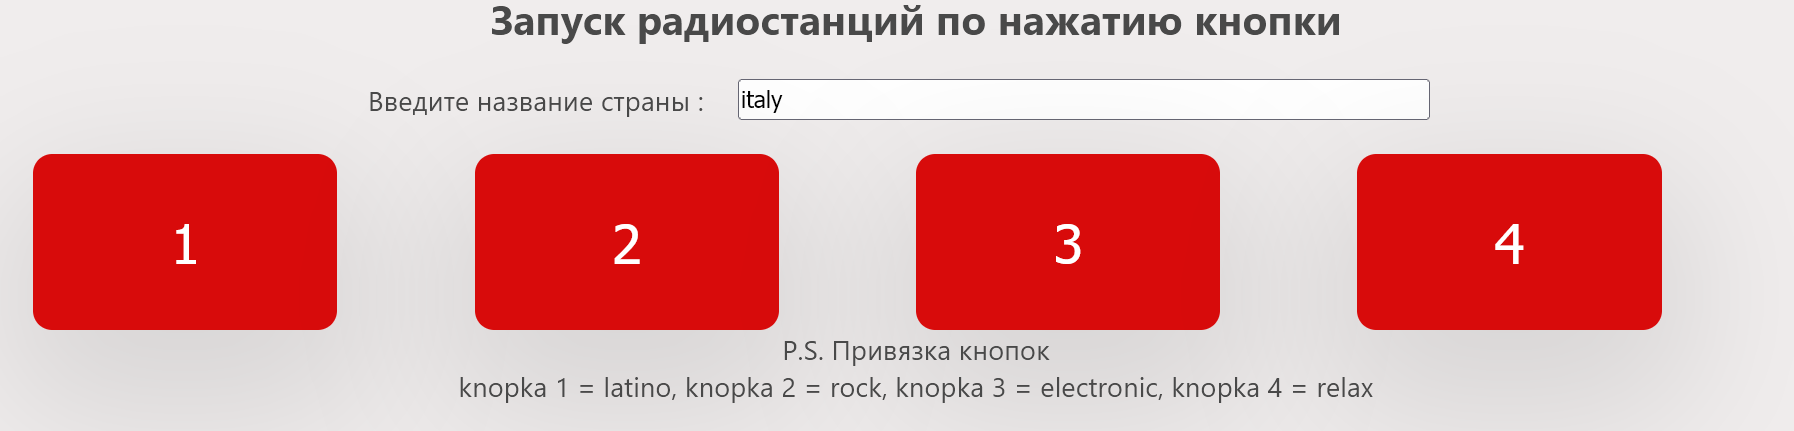 Запуск радиостанций по нажатию кнопки
Введите название страны : italy
1 2 3 4
P.S. Привязка кнопок
knopka 1 = latino, knopka 2 = rock, knopka 3 = electronic, knopka 4 = relax